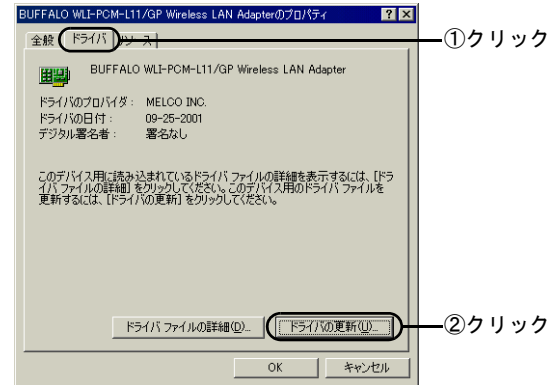 BUFFALO WLI-PCM-L11/GP Wireless LAN Adapterのプロパティ
全般 ドライバ リソース
①クリック
BUFFALO WLI-PCM-L11/GP Wireless LAN Adapter
ドライバのプロバイダ: MELCO INC.
ドライバの日付: 09-25-2001
デジタル署名者: 署名なし
このデバイス用に読み込まれているドライバ ファイルの詳細を表示するには、[ドラ
イバ ファイルの詳細] をクリックしてください。このデバイス用のドライバ ファイルを
更新するには、[ドライバの更新] をクリックしてください。
ドライバ ファイルの詳細(D)... ドライバの更新(U)...
②クリック
OK キャンセル